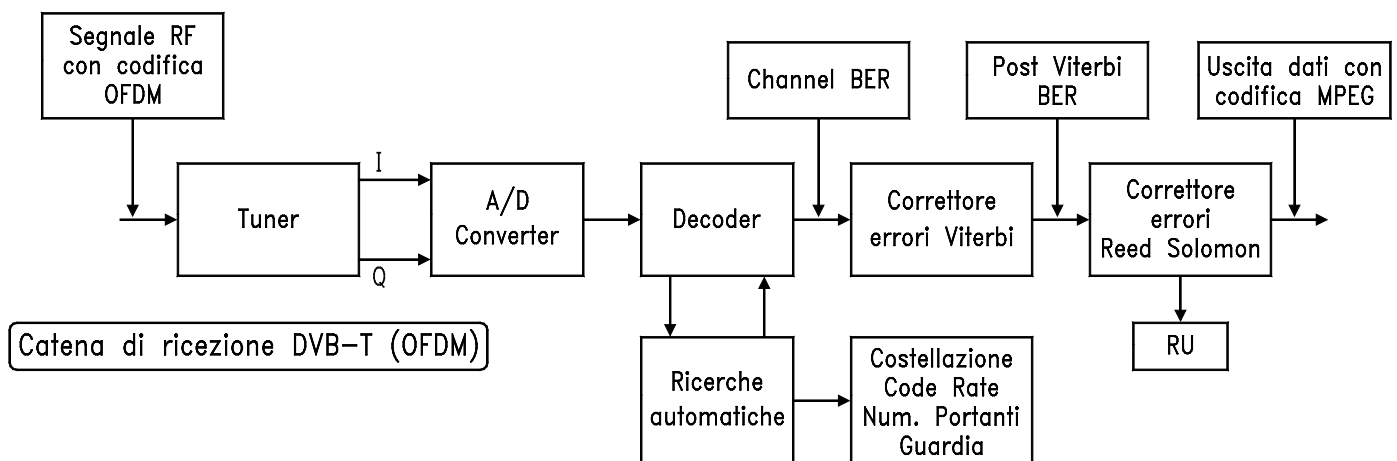 Segnale RF
con codifica
OFDM
Channel BER
Post Viterbi
BER
Uscita dati con
codifica MPEG
I
Q
Tuner
A/D
Converter
Decoder
Correttore
errori Viterbi
Correttore
errori
Reed Solomon
Catena di ricezione DVB-T (OFDM)
Ricerche
automatiche
Costellazione
Code Rate
Num. Portanti
Guardia
RU